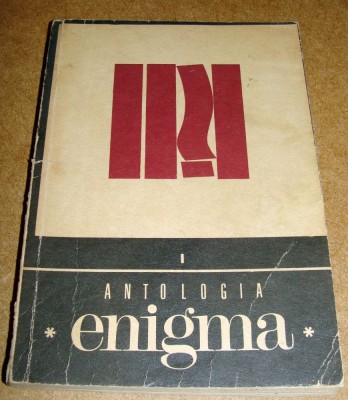 I
ANTOLOGIA
* enigma *